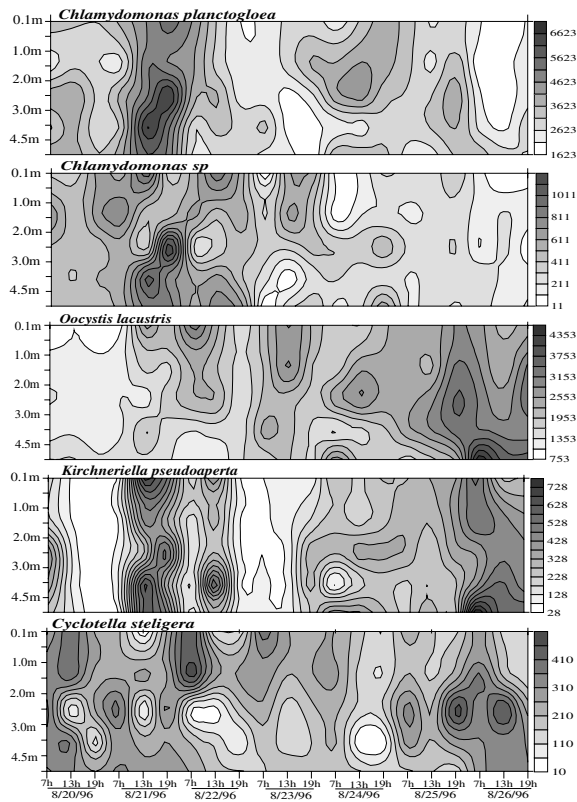 Chlamydomonas planctogloea
0.1m
1.0m
2.0m
3.0m
4.5m
6623
5623
4623
3623
2623
1623
Chlamydomonas sp
0.1m
1.0m
2.0m
3.0m
4.5m
1011
811
611
411
211
11
Oocystis lacustris
0.1m
1.0m
2.0m
3.0m
4.5m
4353
3753
3153
2553
1953
1353
753
Kirchneriella pseudoaperta
0.1m
1.0m
2.0m
3.0m
4.5m
728
628
528
428
328
228
128
28
Cyclotella steligera
0.1m
1.0m
2.0m
3.0m
4.5m
410
310
210
110
10
7h 13h 19h 7h 13h 19h 7h 13h 19h 7h 13h 19h 7h 13h 19h 7h 13h 19h 7h 13h 19h
8/20/96 8/21/96 8/22/96 8/23/96 8/24/96 8/25/96 8/26/96